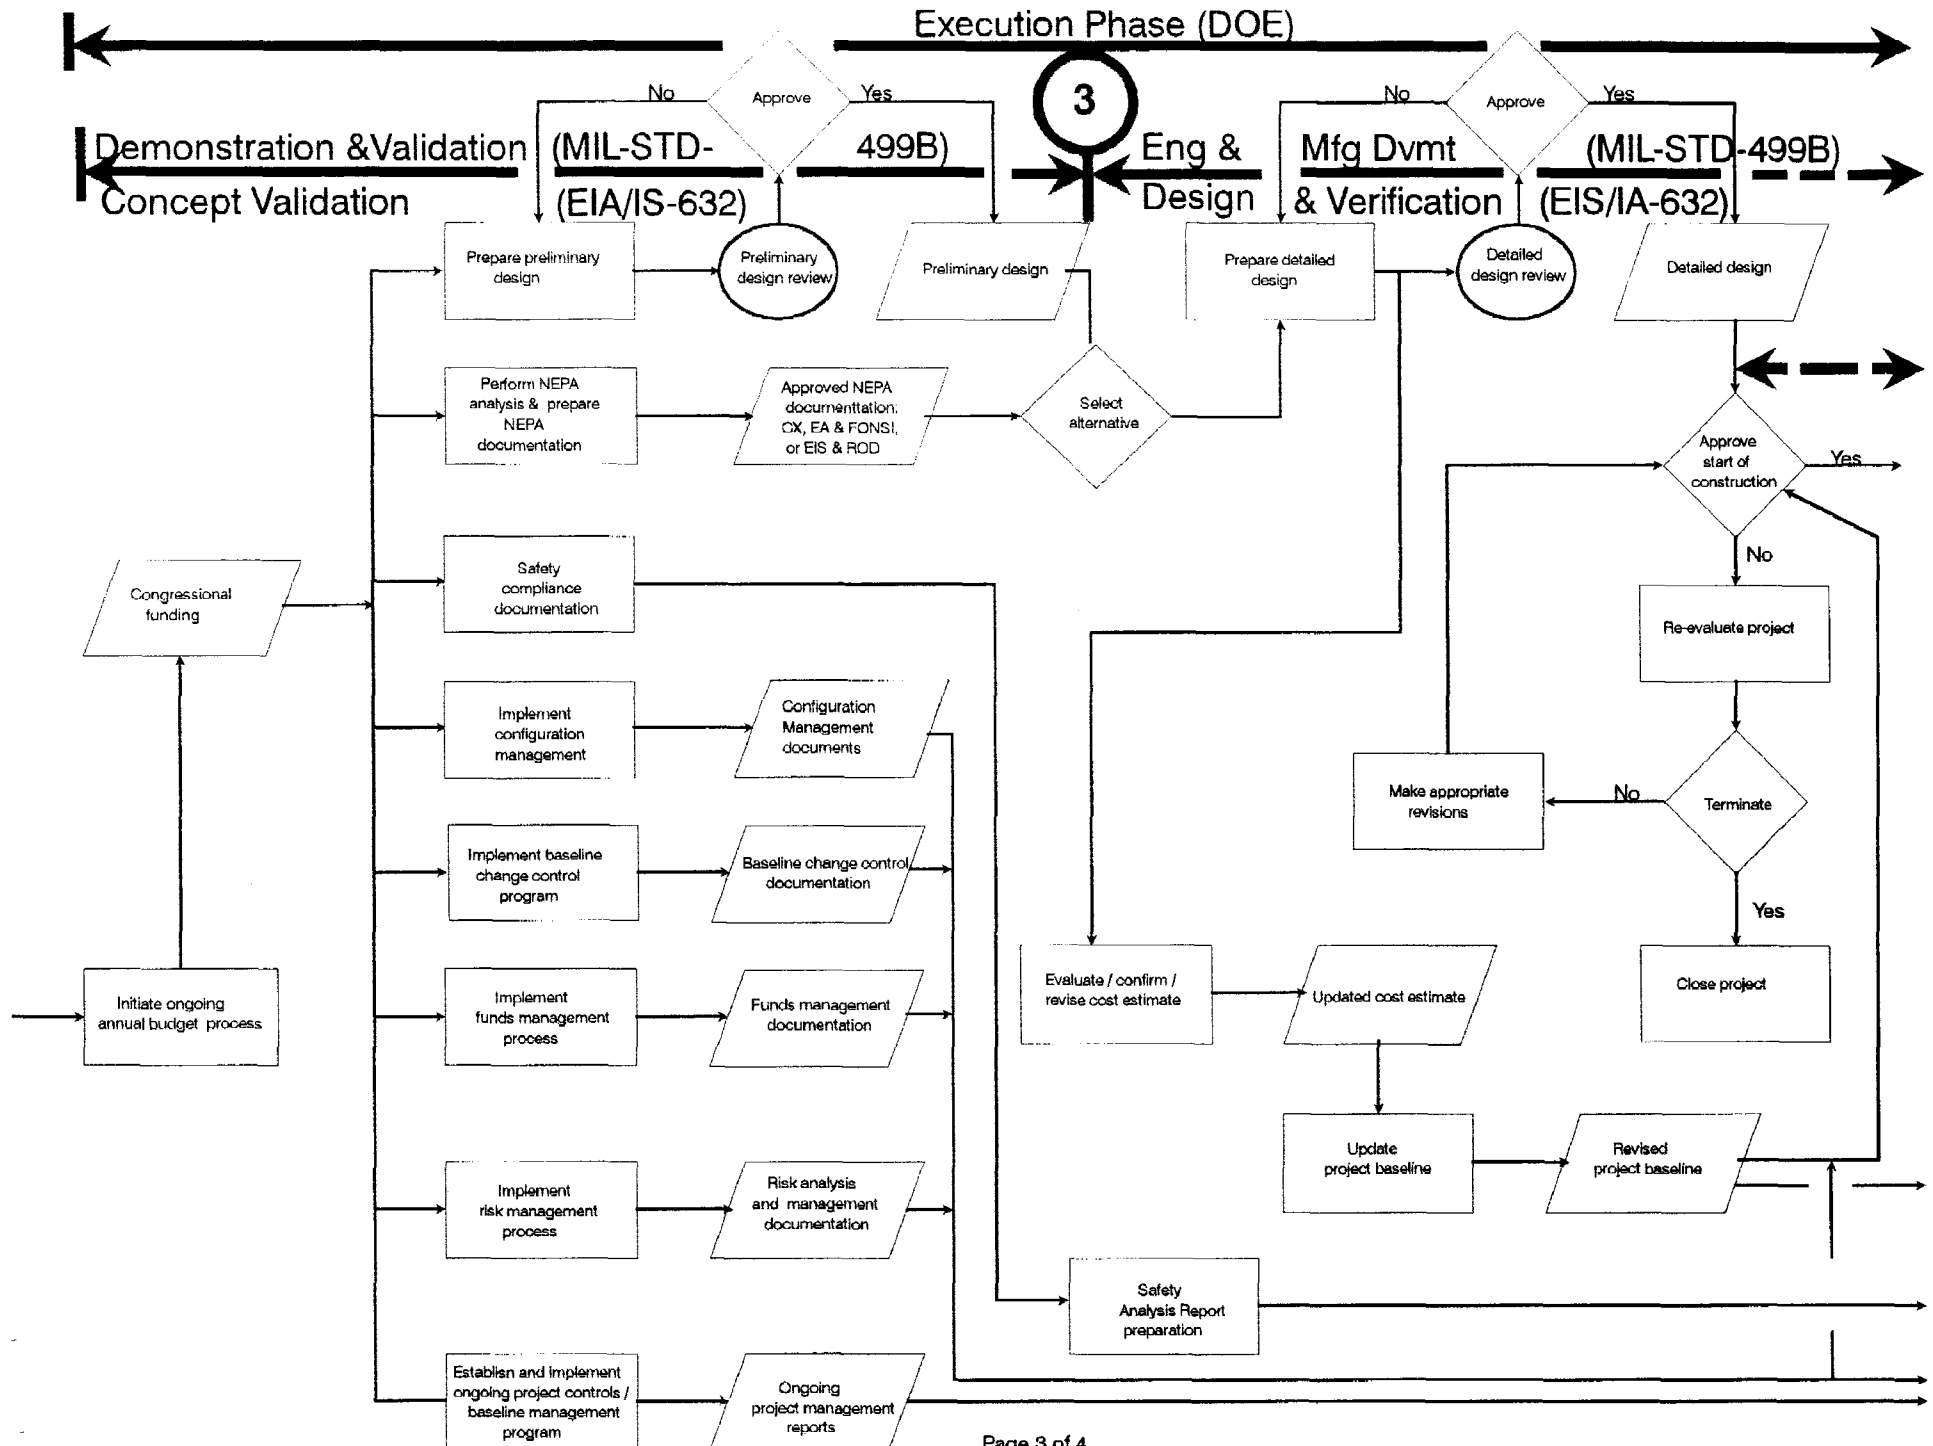 Execution Phase (DOE)
No
Approve
Yes
3
No
Approve
Yes
Demonstration &Validation
(MIL-STD-
499B)
Eng &
Mfg Dvmt
(MIL-STD-499B)
Concept Validation
(EIA/IS-632)
Design
& Verification
(EIS/IA-632)
Prepare preliminary
design
Preliminary
design review
Preliminary design
Prepare detailed
design
Detailed
design review
Detailed design
Perform NEPA
analysis & prepare
NEPA
documentation
Approved NEPA
documenttation:
CX, EA & FONSI,
or EIS & ROD
Select
alternative
Approve
start of
construction
Yes
No
Safety
compliance
documentation
Congressional
funding
Re-evaluate project
Implement
configuration
management
Configuration
Management
documents
Make appropriate
revisions
No
Terminate
Yes
Implement baseline
change control
program
Baseline change control
documentation
Initiate ongoing
annual budget process
Implement
funds management
process
Funds management
documentation
Evaluate / confirm /
revise cost estimate
Updated cost estimate
Close project
Update
project baseline
Revised
project baseline
Implement
risk management
process
Risk analysis
and management
documentation
Safety
Analysis Report
preparation
Establish and implement
ongoing project controls /
baseline management
program
Ongoing
project management
reports
Page 3 of 4